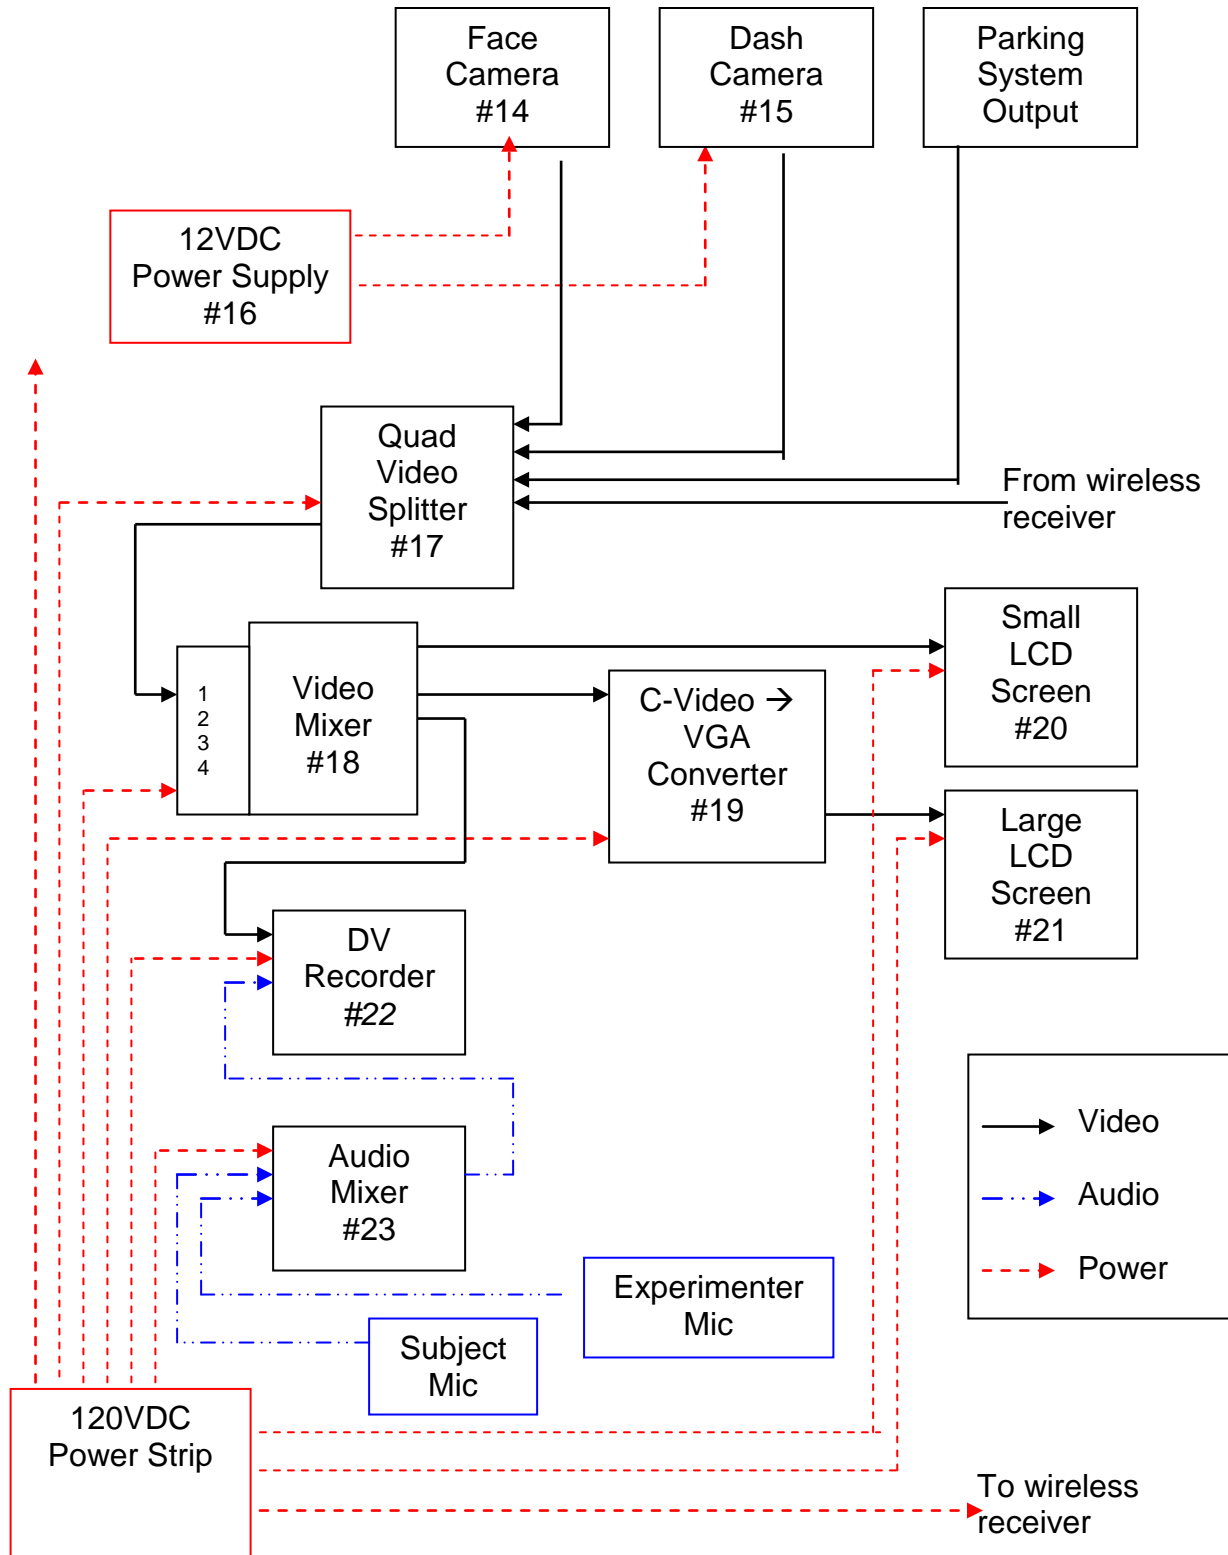 Face
Camera
#14
Dash
Camera
#15
Parking
System
Output
12VDC
Power Supply
#16
Quad
Video
Splitter
#17
From wireless
receiver
1
2
3
4
Video
Mixer
#18
C-Video →
VGA
Converter
#19
Small
LCD
Screen
#20
Large
LCD
Screen
#21
DV
Recorder
#22
Audio
Mixer
#23
Experimenter
Mic
Subject
Mic
Video
Audio
Power
120VDC
Power Strip
To wireless
receiver